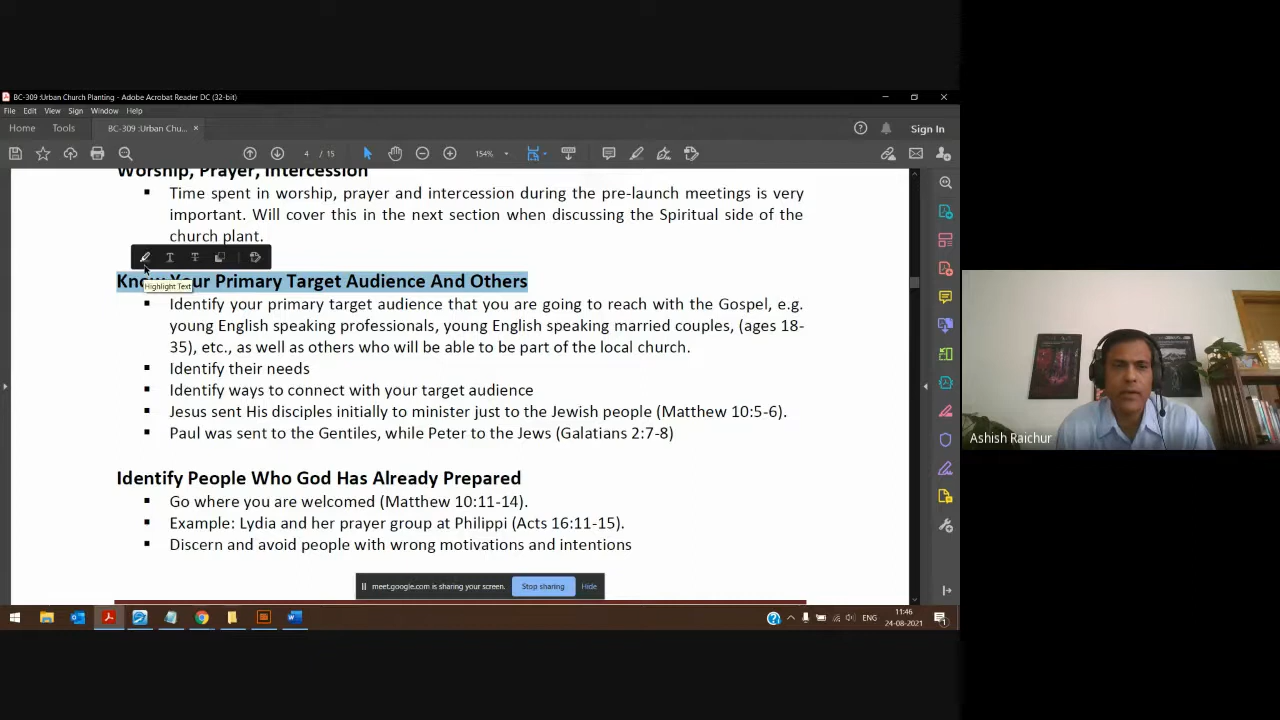 BC-309 :Urban Church Planting - Adobe Acrobat Reader DC (32-bit)
File Edit View Sign Window Help
Home Tools BC-309 :Urban Chu... × Sign In
4 / 15 154%
Worship, Prayer, Intercession
▪ Time spent in worship, prayer and intercession during the pre-launch meetings is very
important. Will cover this in the next section when discussing the Spiritual side of the
church plant.
Know Your Primary Target Audience And Others
Highlight Text
▪ Identify your primary target audience that you are going to reach with the Gospel, e.g.
young English speaking professionals, young English speaking married couples, (ages 18-
35), etc., as well as others who will be able to be part of the local church.
▪ Identify their needs
▪ Identify ways to connect with your target audience
▪ Jesus sent His disciples initially to minister just to the Jewish people (Matthew 10:5-6).
▪ Paul was sent to the Gentiles, while Peter to the Jews (Galatians 2:7-8)
Identify People Who God Has Already Prepared
▪ Go where you are welcomed (Matthew 10:11-14).
▪ Example: Lydia and her prayer group at Philippi (Acts 16:11-15).
▪ Discern and avoid people with wrong motivations and intentions
meet.google.com is sharing your screen. Stop sharing Hide
ENG 11:46
24-08-2021
Ashish Raichur